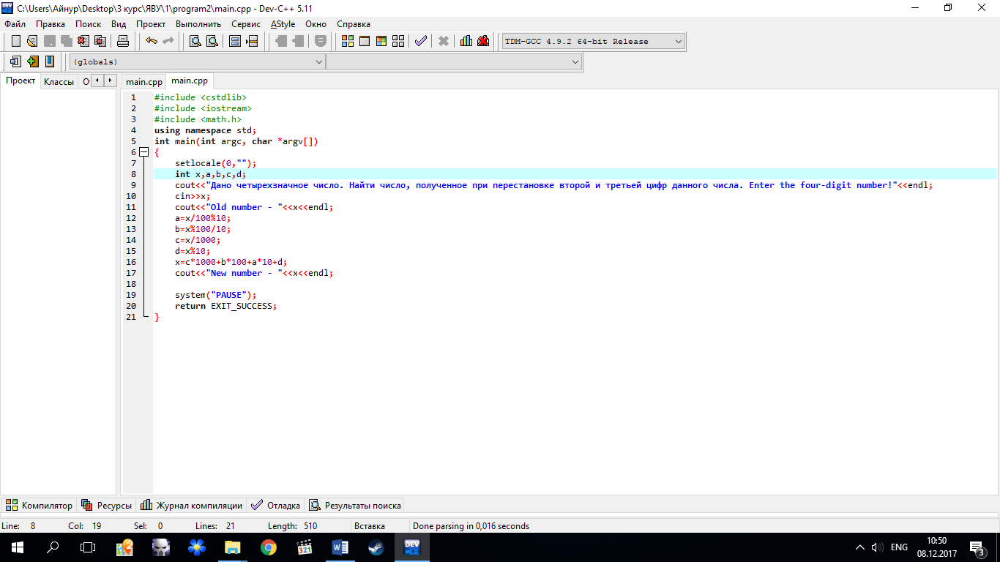 C:\Users\Айнур\Desktop\3 курс\ЯВУ\1\program2\main.cpp - Dev-C++ 5.11
Файл Правка Поиск Вид Проект Выполнить Сервис AStyle Окно Справка
TDM-GCC 4.9.2 64-bit Release
(globals)
Проект Классы О main.cpp main.cpp
1 #include <cstdlib>
2 #include <iostream>
3 #include <math.h>
4 using namespace std;
5 int main(int argc, char *argv[])
6 {
7 setlocale(0,"");
8 int x,a,b,c,d;
9 cout<<"Дано четырехзначное число. Найти число, полученное при перестановке второй и третьей цифр данного числа. Enter the four-digit number!"<<endl;
10 cin>>x;
11 cout<<"Old number - "<<x<<endl;
12 a=x/100%10;
13 b=x%100/10;
14 c=x/1000;
15 d=x%10;
16 x=c*1000+b*100+a*10+d;
17 cout<<"New number - "<<x<<endl;
18
19 system("PAUSE");
20 return EXIT_SUCCESS;
21 }
Компилятор Ресурсы Журнал компиляции Отладка Результаты поиска
Line: 8 Col: 19 Sel: 0 Lines: 21 Length: 510 Вставка Done parsing in 0,016 seconds
321 W DEV C++ ENG 10:50
08.12.2017 3